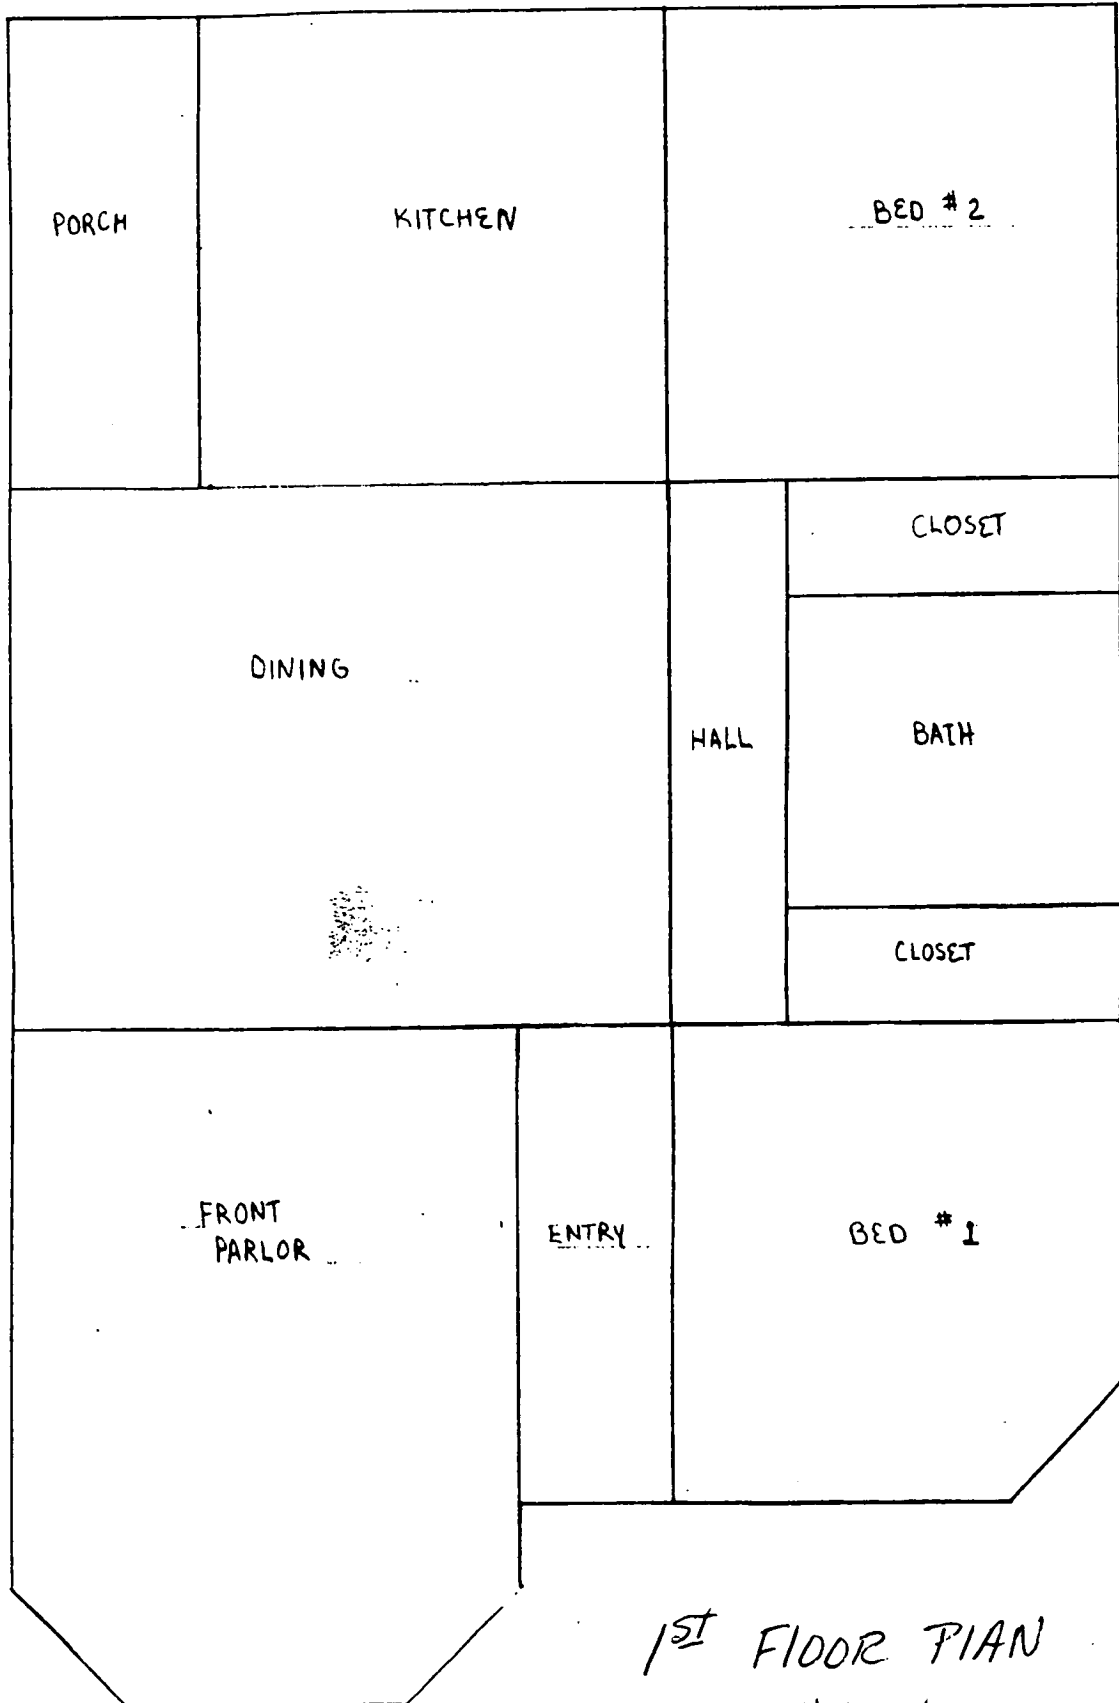 PORCH
KITCHEN
BED #2
CLOSET
DINING
HALL
BATH
CLOSET
FRONT
PARLOR
ENTRY
BED #1
1ST FLOOR PLAN